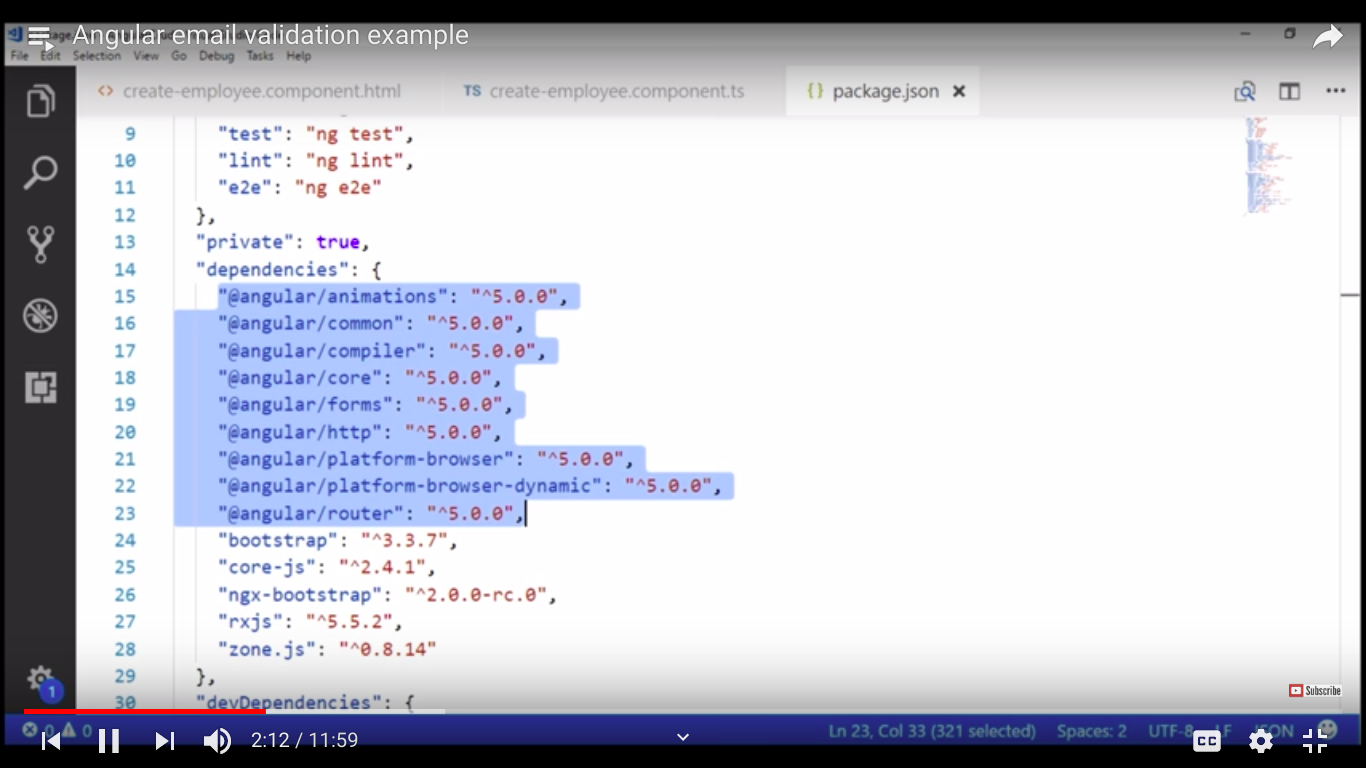 Angular email validation example
File Edit Selection View Go Debug Tasks Help
create-employee.component.html
TS create-employee.component.ts
{} package.json
9 "test": "ng test",
10 "lint": "ng lint",
11 "e2e": "ng e2e"
12 },
13 "private": true,
14 "dependencies": {
15 "@angular/animations": "^5.0.0",
16 "@angular/common": "^5.0.0",
17 "@angular/compiler": "^5.0.0",
18 "@angular/core": "^5.0.0",
19 "@angular/forms": "^5.0.0",
20 "@angular/http": "^5.0.0",
21 "@angular/platform-browser": "^5.0.0",
22 "@angular/platform-browser-dynamic": "^5.0.0",
23 "@angular/router": "^5.0.0",
24 "bootstrap": "^3.3.7",
25 "core-js": "^2.4.1",
26 "ngx-bootstrap": "^2.0.0-rc.0",
27 "rxjs": "^5.5.2",
28 "zone.js": "^0.8.14"
29 },
30 "devDependencies": {
1
Subscribe
0 0 Ln 23, Col 33 (321 selected) Spaces: 2 UTF-8 LF JSON
2:12 / 11:59
CC